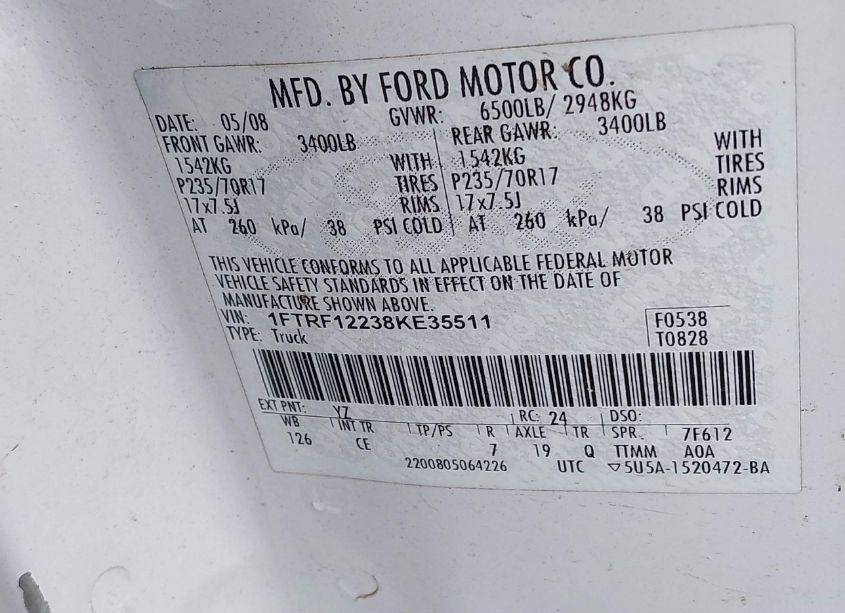 MFD. BY FORD MOTOR CO.
DATE: 05/08 GVWR: 6500LB/ 2948KG
FRONT GAWR: 3400LB REAR GAWR: 3400LB
1542KG WITH 1542KG WITH
P235/70R17 TIRES P235/70R17 TIRES
17x7.5J RIMS 17x7.5J RIMS
AT 260 kPa/ 38 PSI COLD AT 260 kPa/ 38 PSI COLD
THIS VEHICLE CONFORMS TO ALL APPLICABLE FEDERAL MOTOR
VEHICLE SAFETY STANDARDS IN EFFECT ON THE DATE OF
MANUFACTURE SHOWN ABOVE.
VIN: 1FTRF12238KE35511 F0538
TYPE: Truck T0828
EXT PNT: YZ RC: 24 DSO:
WB INT TR TP/PS R AXLE TR SPR 7F612
126 CE 7 19 Q TTMM A0A
2200805064226 UTC ▽5U5A-1520472-BA